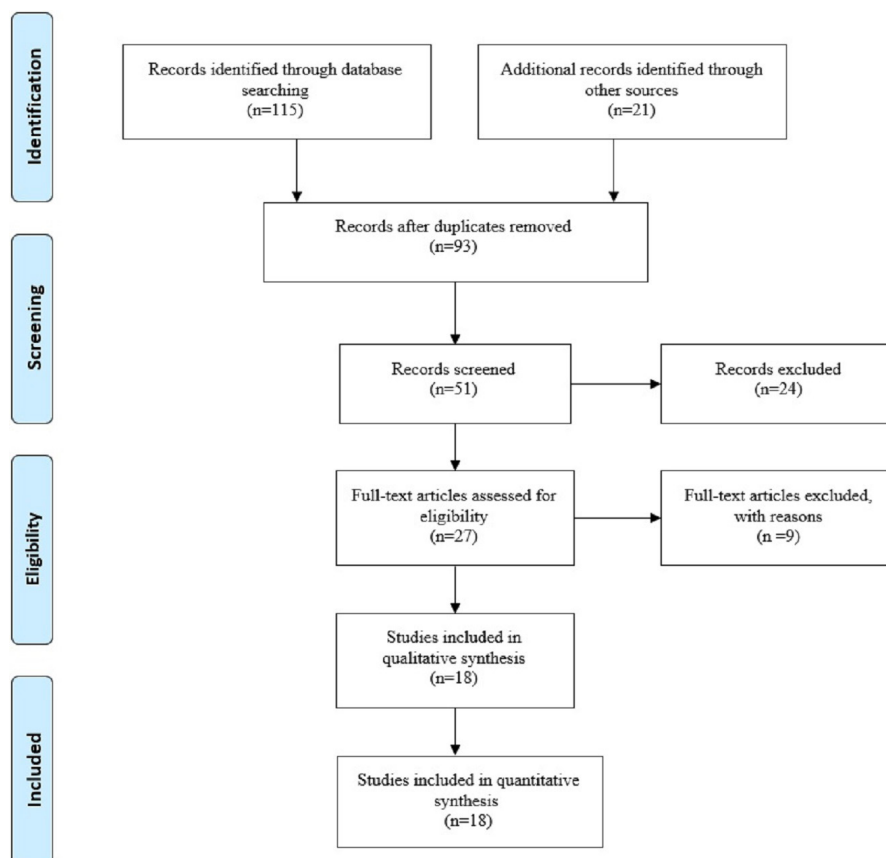 Identification
Records identified through database
searching
(n=115)
Additional records identified through
other sources
(n=21)
Records after duplicates removed
(n=93)
Screening
Records screened
(n=51)
Records excluded
(n=24)
Eligibility
Full-text articles assessed for
eligibility
(n=27)
Full-text articles excluded,
with reasons
(n =9)
Studies included in
qualitative synthesis
(n=18)
Included
Studies included in quantitative
synthesis
(n=18)